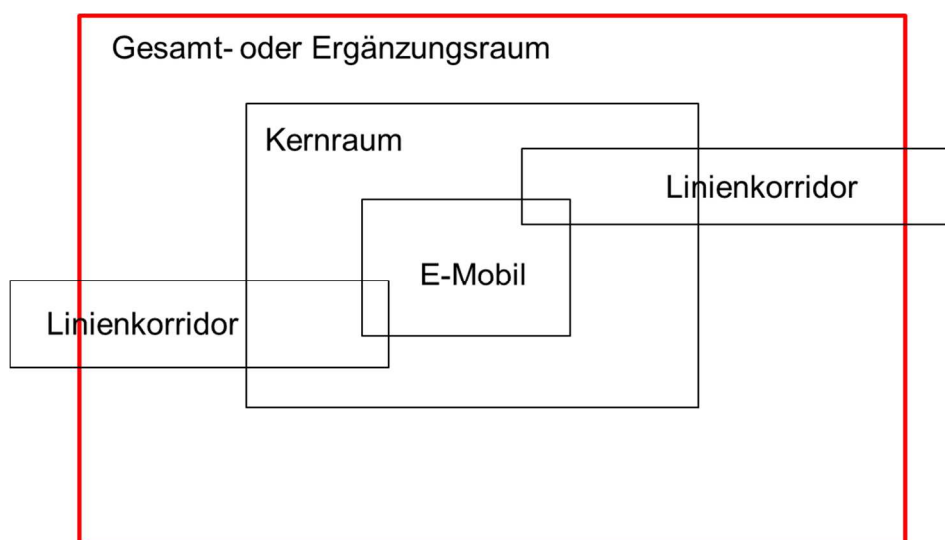 Gesamt- oder Ergänzungsraum
Kernraum
Linienkorridor
E-Mobil
Linienkorridor